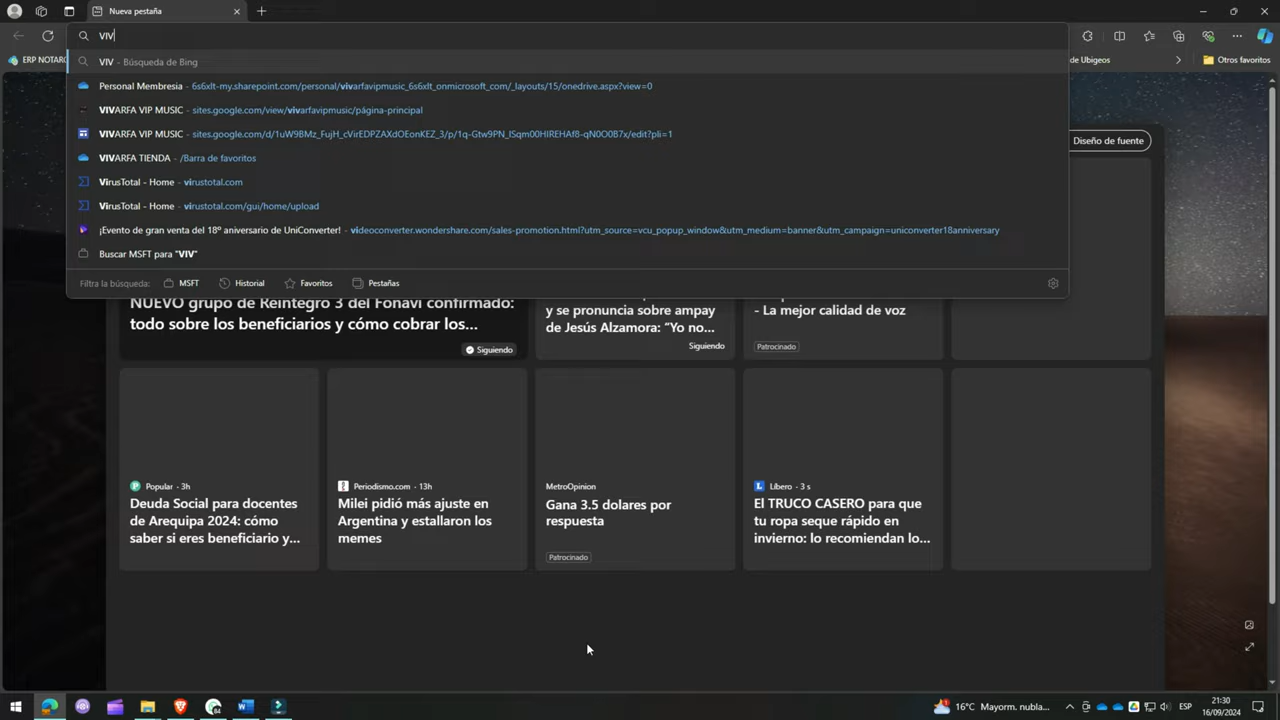 Nueva pestaña
VIV
ERP NOTARO
de Ubigeos
Otros favoritos
VIV - Búsqueda de Bing
Personal Membresia - 6s6xlt-my.sharepoint.com/personal/vivarfavipmusic_6s6xlt_onmicrosoft_com/_layouts/15/onedrive.aspx?view=0
VIVARFA VIP MUSIC - sites.google.com/view/vivarfavipmusic/página-principal
VIVARFA VIP MUSIC - sites.google.com/d/1uW9BMz_FujH_cVirEDPZAXdOEonKEZ_3/p/1q-Gtw9PN_ISqm00HIREHAf8-qN0O0B7x/edit?pli=1
VIVARFA TIENDA - /Barra de favoritos
VirusTotal - Home - virustotal.com
VirusTotal - Home - virustotal.com/gui/home/upload
¡Evento de gran venta del 18º aniversario de UniConverter! - videoconverter.wondershare.com/sales-promotion.html?utm_source=vcu_popup_window&utm_medium=banner&utm_campaign=uniconverter18anniversary
Buscar MSFT para "VIV"
Filtra la búsqueda:
MSFT
Historial
Favoritos
Pestañas
Diseño de fuente
NUEVO grupo de Reintegro 3 del Fonavi confirmado:
todo sobre los beneficiarios y cómo cobrar los...
Siguiendo
y se pronuncia sobre ampay
de Jesús Alzamora: “Yo no...
Siguiendo
- La mejor calidad de voz
Patrocinado
Popular - 3h
Deuda Social para docentes
de Arequipa 2024: cómo
saber si eres beneficiario y...
Periodismo.com - 13h
Milei pidió más ajuste en
Argentina y estallaron los
memes
MetroOpinion
Gana 3.5 dolares por
respuesta
Patrocinado
Líbero - 3 s
El TRUCO CASERO para que
tu ropa seque rápido en
invierno: lo recomiendan lo...
64
16°C Mayorm. nubla...
ESP
21:30
16/09/2024